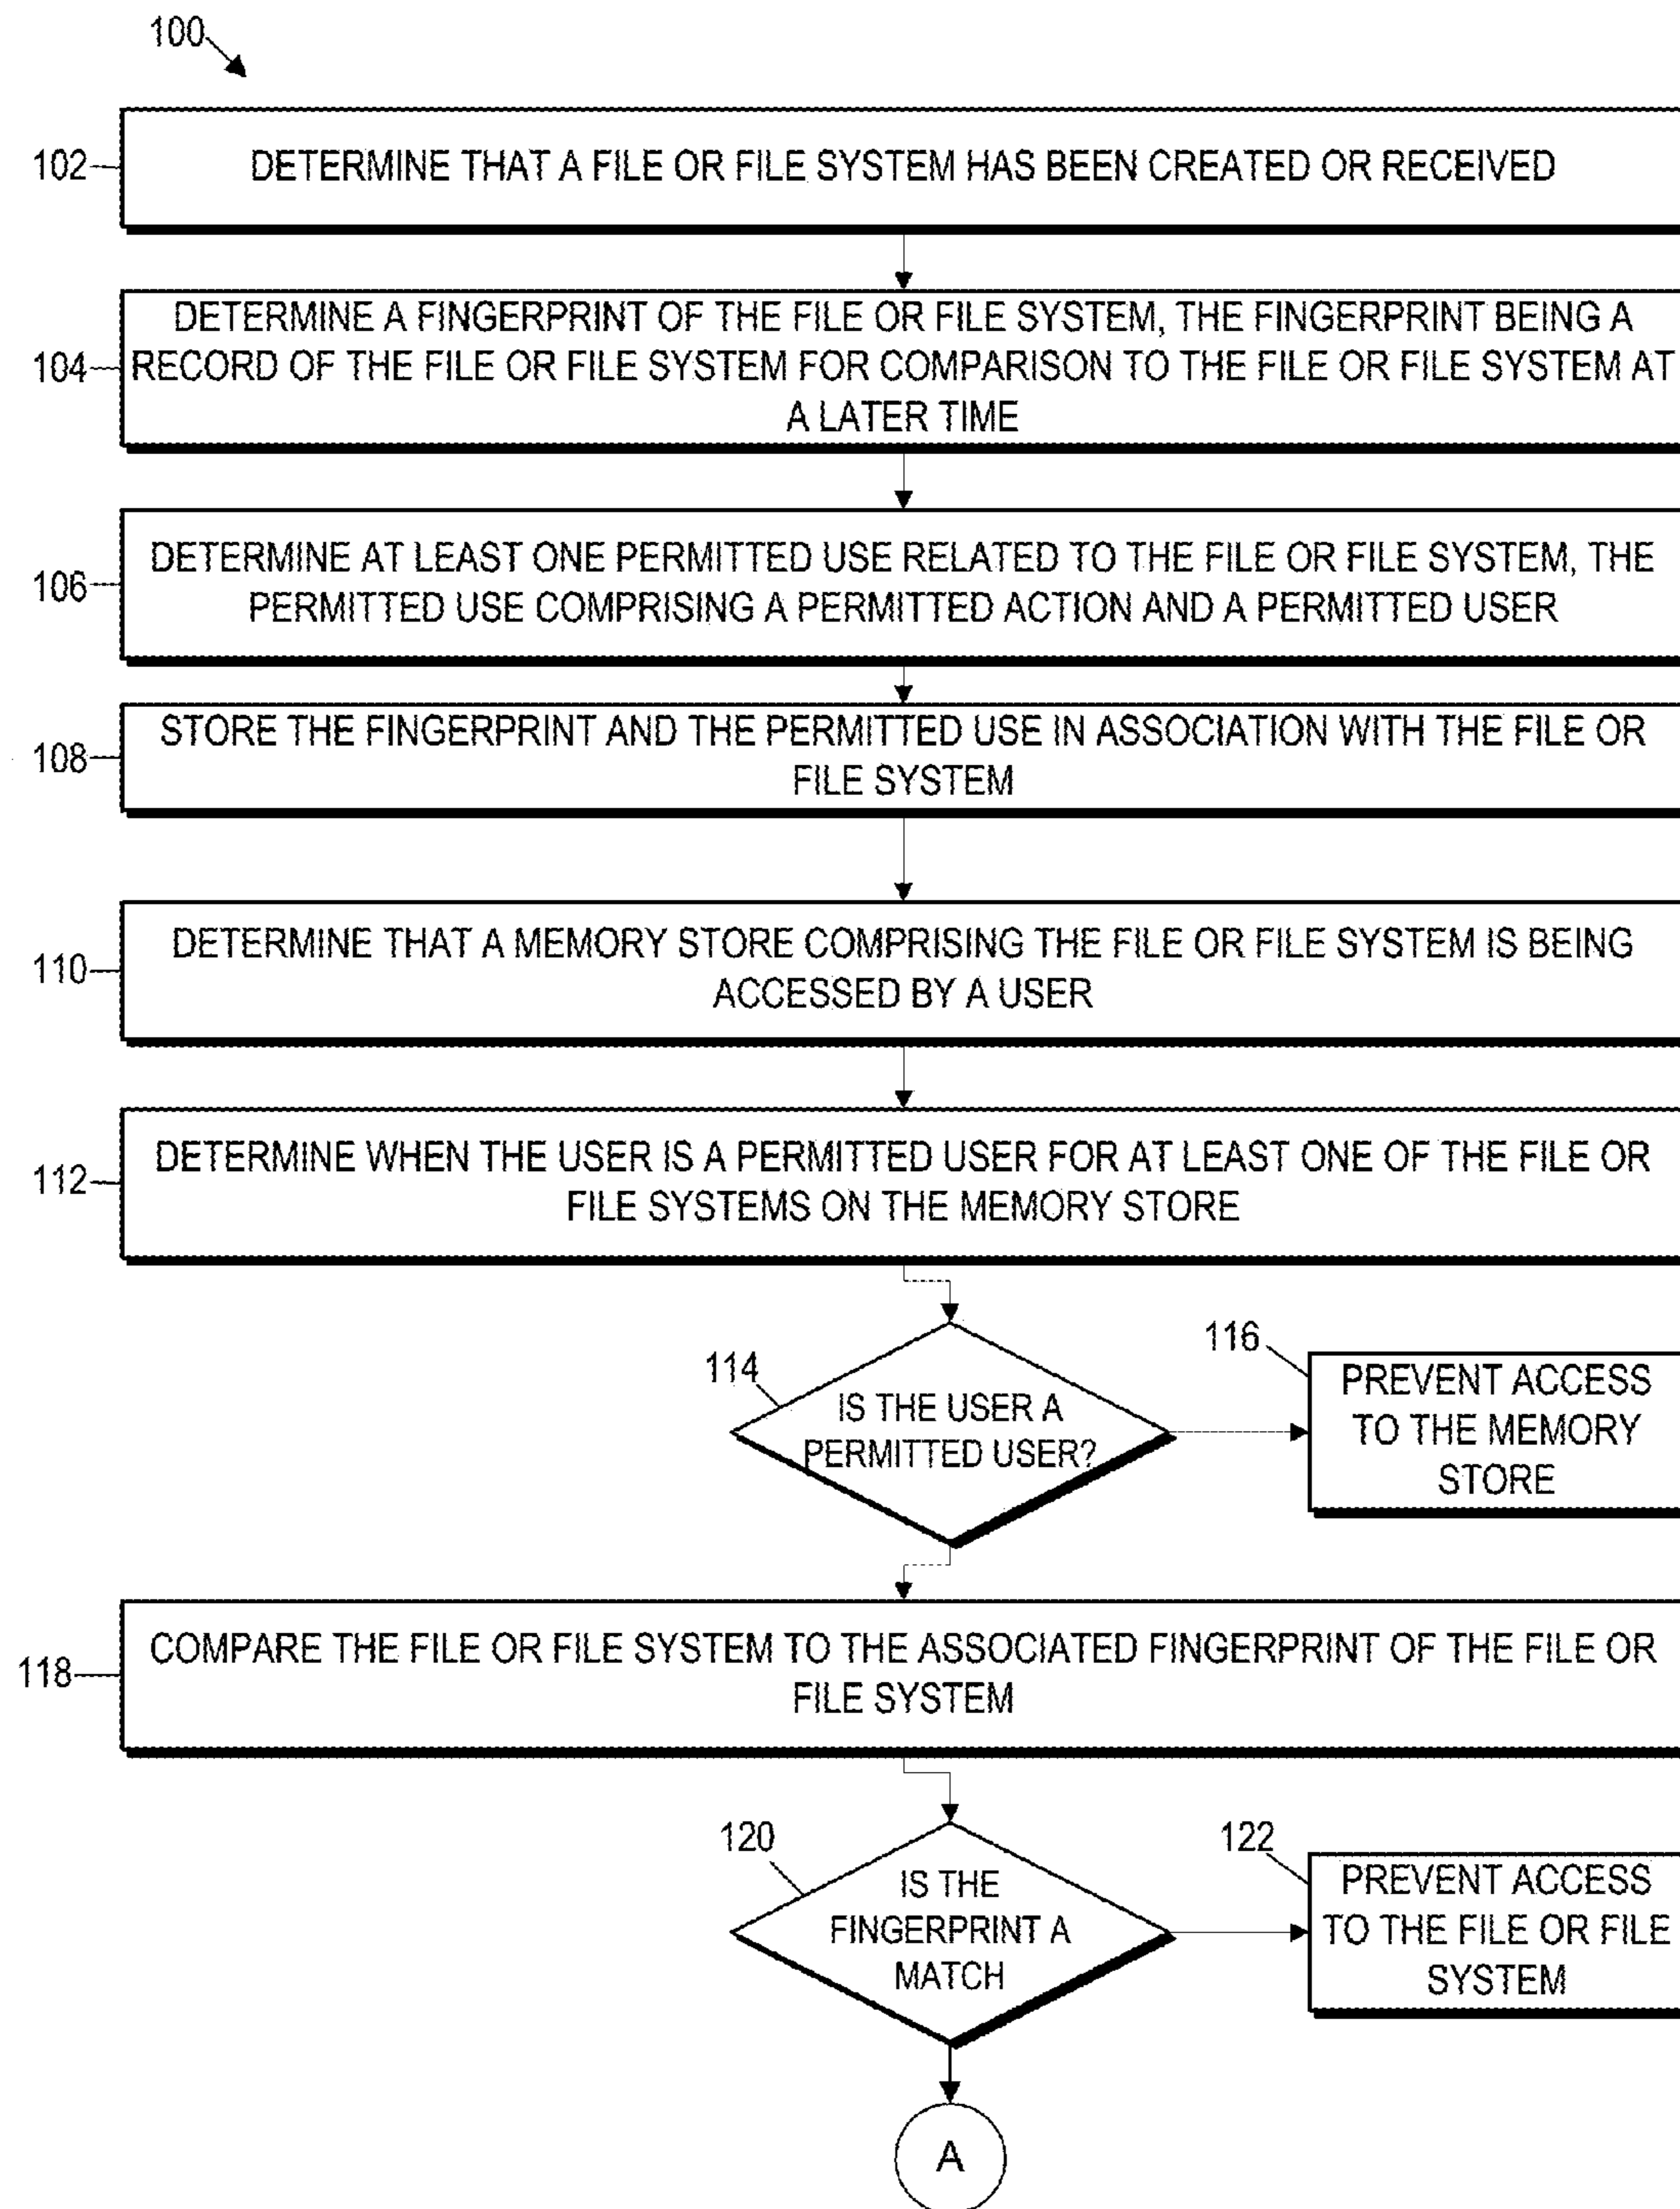 100
102
DETERMINE THAT A FILE OR FILE SYSTEM HAS BEEN CREATED OR RECEIVED
104
DETERMINE A FINGERPRINT OF THE FILE OR FILE SYSTEM, THE FINGERPRINT BEING A
RECORD OF THE FILE OR FILE SYSTEM FOR COMPARISON TO THE FILE OR FILE SYSTEM AT
A LATER TIME
106
DETERMINE AT LEAST ONE PERMITTED USE RELATED TO THE FILE OR FILE SYSTEM, THE
PERMITTED USE COMPRISING A PERMITTED ACTION AND A PERMITTED USER
108
STORE THE FINGERPRINT AND THE PERMITTED USE IN ASSOCIATION WITH THE FILE OR
FILE SYSTEM
110
DETERMINE THAT A MEMORY STORE COMPRISING THE FILE OR FILE SYSTEM IS BEING
ACCESSED BY A USER
112
DETERMINE WHEN THE USER IS A PERMITTED USER FOR AT LEAST ONE OF THE FILE OR
FILE SYSTEMS ON THE MEMORY STORE
114
IS THE USER A
PERMITTED USER?
116
PREVENT ACCESS
TO THE MEMORY
STORE
118
COMPARE THE FILE OR FILE SYSTEM TO THE ASSOCIATED FINGERPRINT OF THE FILE OR
FILE SYSTEM
120
IS THE
FINGERPRINT A
MATCH
122
PREVENT ACCESS
TO THE FILE OR FILE
SYSTEM
A